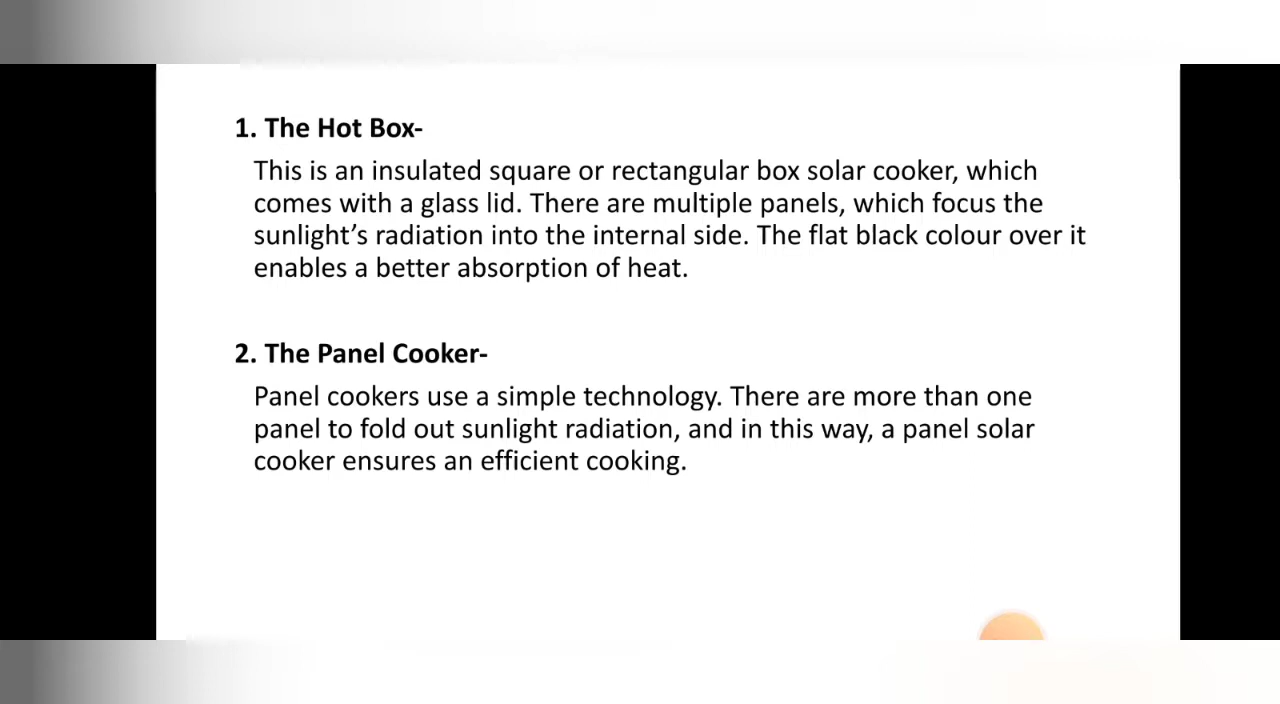 1. The Hot Box-
This is an insulated square or rectangular box solar cooker, which
comes with a glass lid. There are multiple panels, which focus the
sunlight’s radiation into the internal side. The flat black colour over it
enables a better absorption of heat.
2. The Panel Cooker-
Panel cookers use a simple technology. There are more than one
panel to fold out sunlight radiation, and in this way, a panel solar
cooker ensures an efficient cooking.